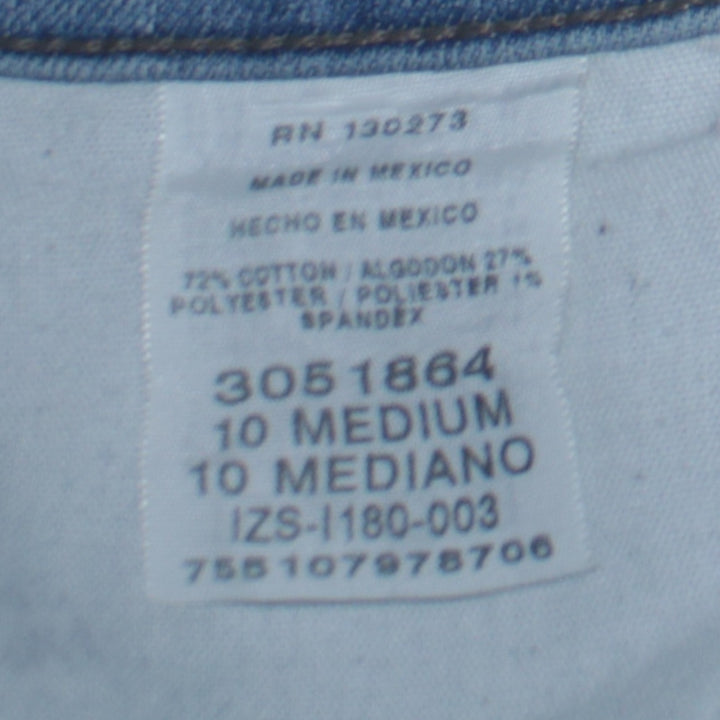 RN 130273
MADE IN MEXICO
HECHO EN MEXICO
72% COTTON / ALGODON 27%
POLYESTER / POLIESTER 1%
SPANDEX
3051864
10 MEDIUM
10 MEDIANO
IZS-I180-003
755107978706